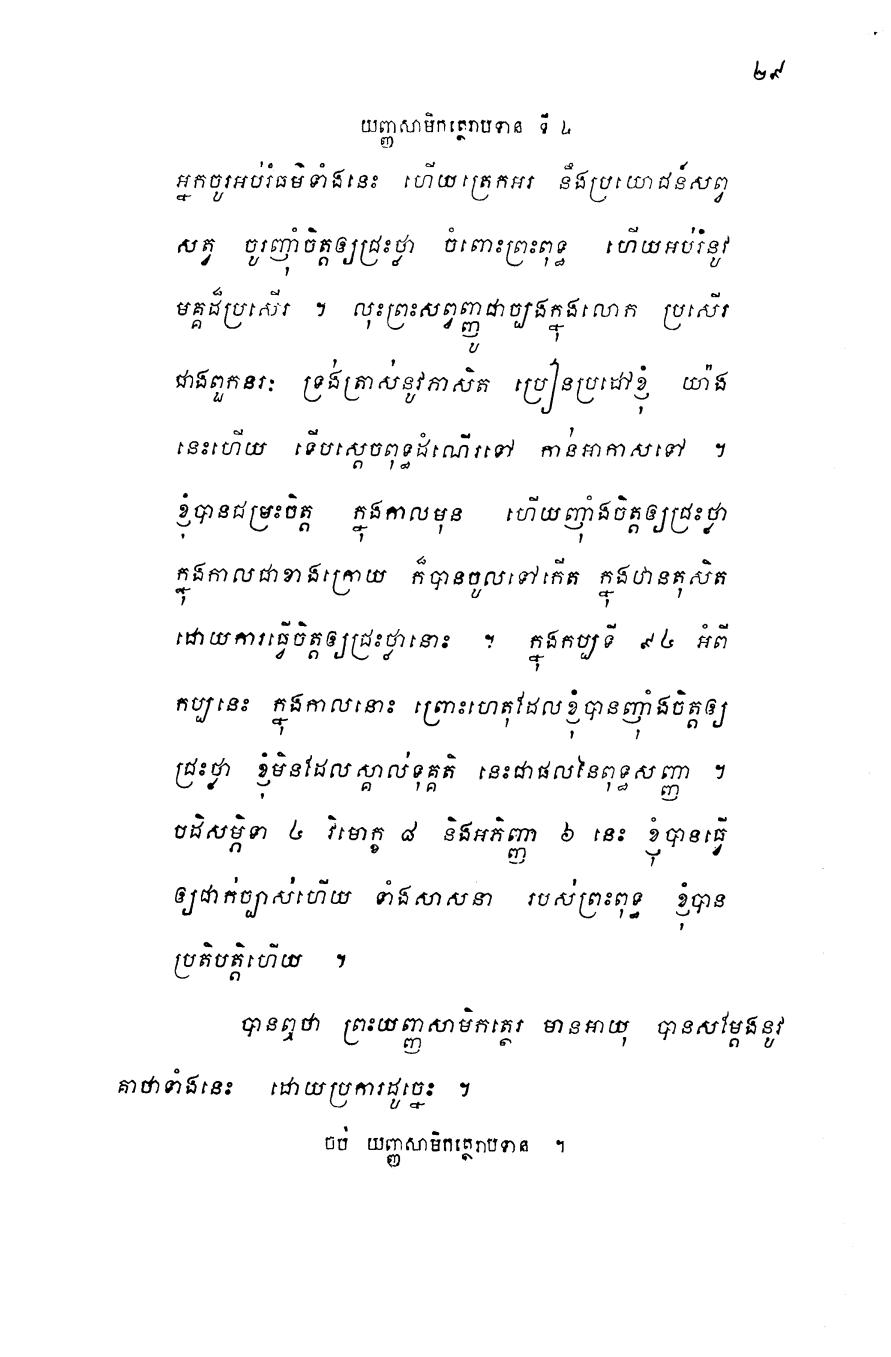 ២៩
យញ្ញសាមិកត្ថេរាបទាន ទី ៤
អ្នកចូរអប់រំធម៌ទាំងនេះ ហើយត្រេកអរ នឹងប្រយោជន៍សព្វ
សត្វ ចូរញ៉ាំចិត្តឲ្យជ្រះថ្លា ចំពោះព្រះពុទ្ធ ហើយអប់រំនូវ
មគ្គដ៏ប្រសើរ ។ លុះព្រះសព្វញ្ញូជាច្បងក្នុងលោក ប្រសើរ
ជាងពួកនរៈ ទ្រង់ត្រាស់នូវភាសិត ប្រៀនប្រដៅខ្ញុំ យ៉ាង
នេះហើយ ទើបស្តេចពុទ្ធដំណើរទៅ កាន់អាកាសទៅ ។
ខ្ញុំបានជម្រះចិត្ត ក្នុងកាលមុន ហើយញ៉ាំងចិត្តឲ្យជ្រះថ្លា
ក្នុងកាលជាខាងក្រោយ ក៏បានចូលទៅកើត ក្នុងឋានតុសិត
ដោយការធ្វើចិត្តឲ្យជ្រះថ្លានោះ ។ ក្នុងកប្បទី ៩៤ អំពី
កប្បនេះ ក្នុងកាលនោះ ព្រោះហេតុដែលខ្ញុំបានញ៉ាំងចិត្តឲ្យ
ជ្រះថ្លា ខ្ញុំមិនដែលស្គាល់ទុគ្គតិ នេះជាផលនៃពុទ្ធសញ្ញា ។
បដិសម្ភិទា ៤ វិមោក្ខ ៨ និងអភិញ្ញា ៦ នេះ ខ្ញុំបានធ្វើ
ឲ្យជាក់ច្បាស់ហើយ ទាំងសាសនា របស់ព្រះពុទ្ធ ខ្ញុំបាន
ប្រតិបត្តិហើយ ។
បានឮថា ព្រះយញ្ញសាមិកត្ថេរ មានអាយុ បានសម្តែងនូវ
គាថាទាំងនេះ ដោយប្រការដូច្នេះ ។
ចប់ យញ្ញសាមិកត្ថេរាបទាន ។